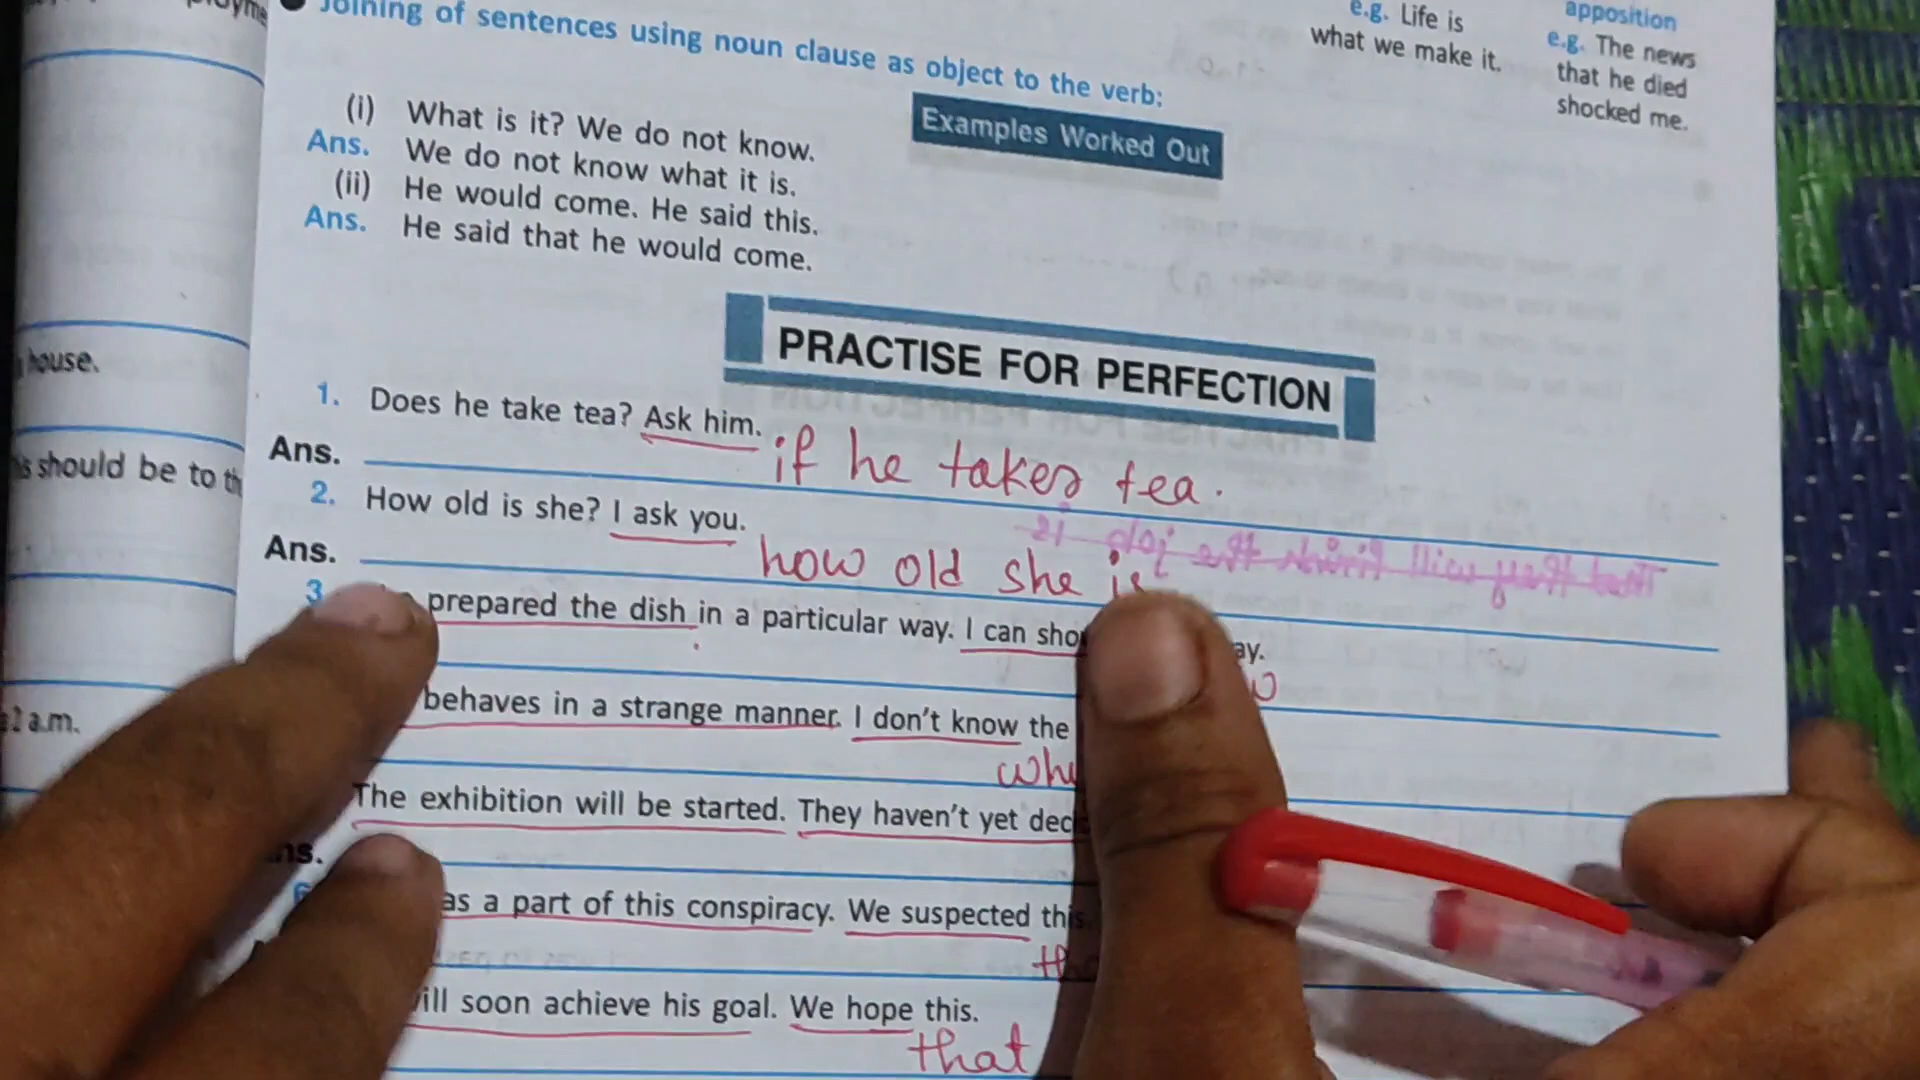 Joining of sentences using noun clause as object to the verb:
e.g. Life is
what we make it.
apposition
e.g. The news
that he died
shocked me.
Examples Worked Out
(i) What is it? We do not know.
Ans. We do not know what it is.
(ii) He would come. He said this.
Ans. He said that he would come.
PRACTISE FOR PERFECTION
house.
should be to
2 a.m.
1. Does he take tea? Ask him.
Ans. if he takes tea.
2. How old is she? I ask you.
Ans. how old she is
3. prepared the dish in a particular way. I can
behaves in a strange manner. I don't know the
The exhibition will be started. They haven't yet
as a part of this conspiracy. We suspected
soon achieve his goal. We hope this.
that